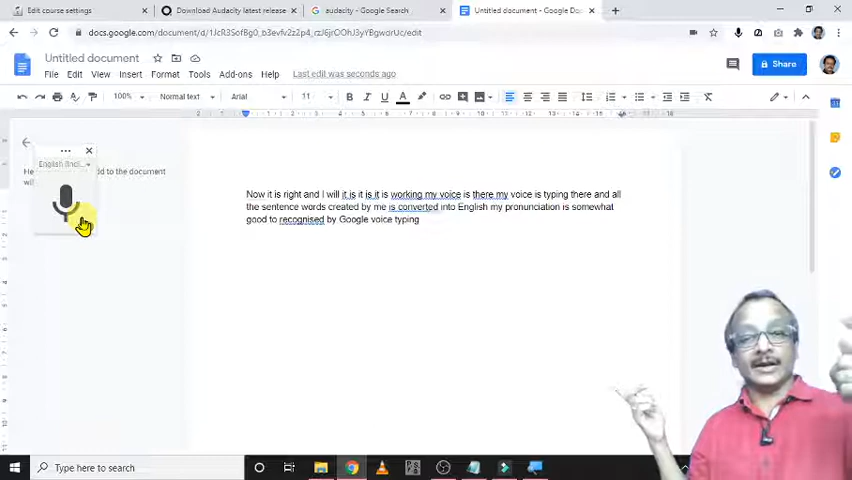 Edit course settings
Download Audacity latest release
audacity - Google Search
Untitled document - Google Doc
docs.google.com/document/d/1JcR3SofBg0_b3evfv2z2p4_rzJ6jrOOhJ3yYBgwdrUc/edit
Untitled document
File Edit View Insert Format Tools Add-ons Help Last edit was seconds ago
Share
100% Normal text Arial 11
English (Indi...
add to the document
Now it is right and I will it is it is it is working my voice is there my voice is typing there and all
the sentence words created by me is converted into English my pronunciation is somewhat
good to recognised by Google voice typing
Type here to search